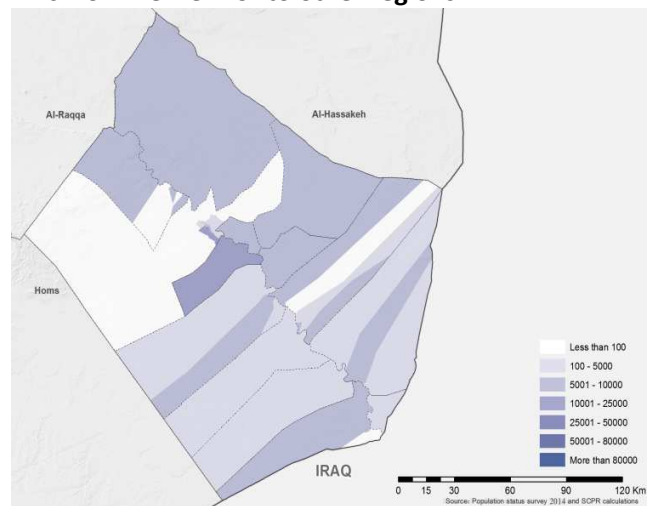 Al-Raqqa
Al-Hassakeh
Homs
IRAQ
Less than 100
100 - 5000
5001 - 10000
10001 - 25000
25001 - 50000
50001 - 80000
More than 80000
0 15 30 60 90 120 Km
Source: Population status survey 2014 and SCPR calculations